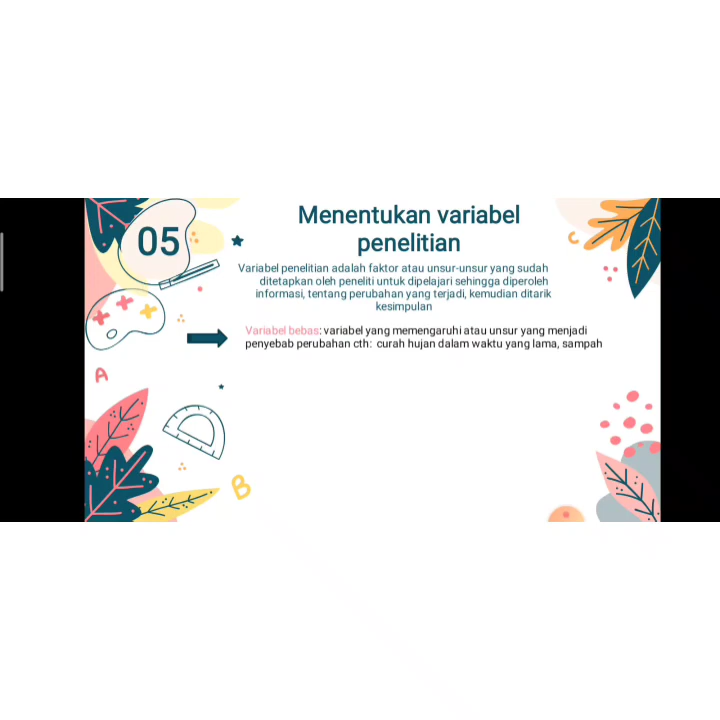 05
Menentukan variabel
penelitian
Variabel penelitian adalah faktor atau unsur-unsur yang sudah
ditetapkan oleh peneliti untuk dipelajari sehingga diperoleh
informasi, tentang perubahan yang terjadi, kemudian ditarik
kesimpulan
Variabel bebas: variabel yang memengaruhi atau unsur yang menjadi
penyebab perubahan cth: curah hujan dalam waktu yang lama, sampah
A
B
C